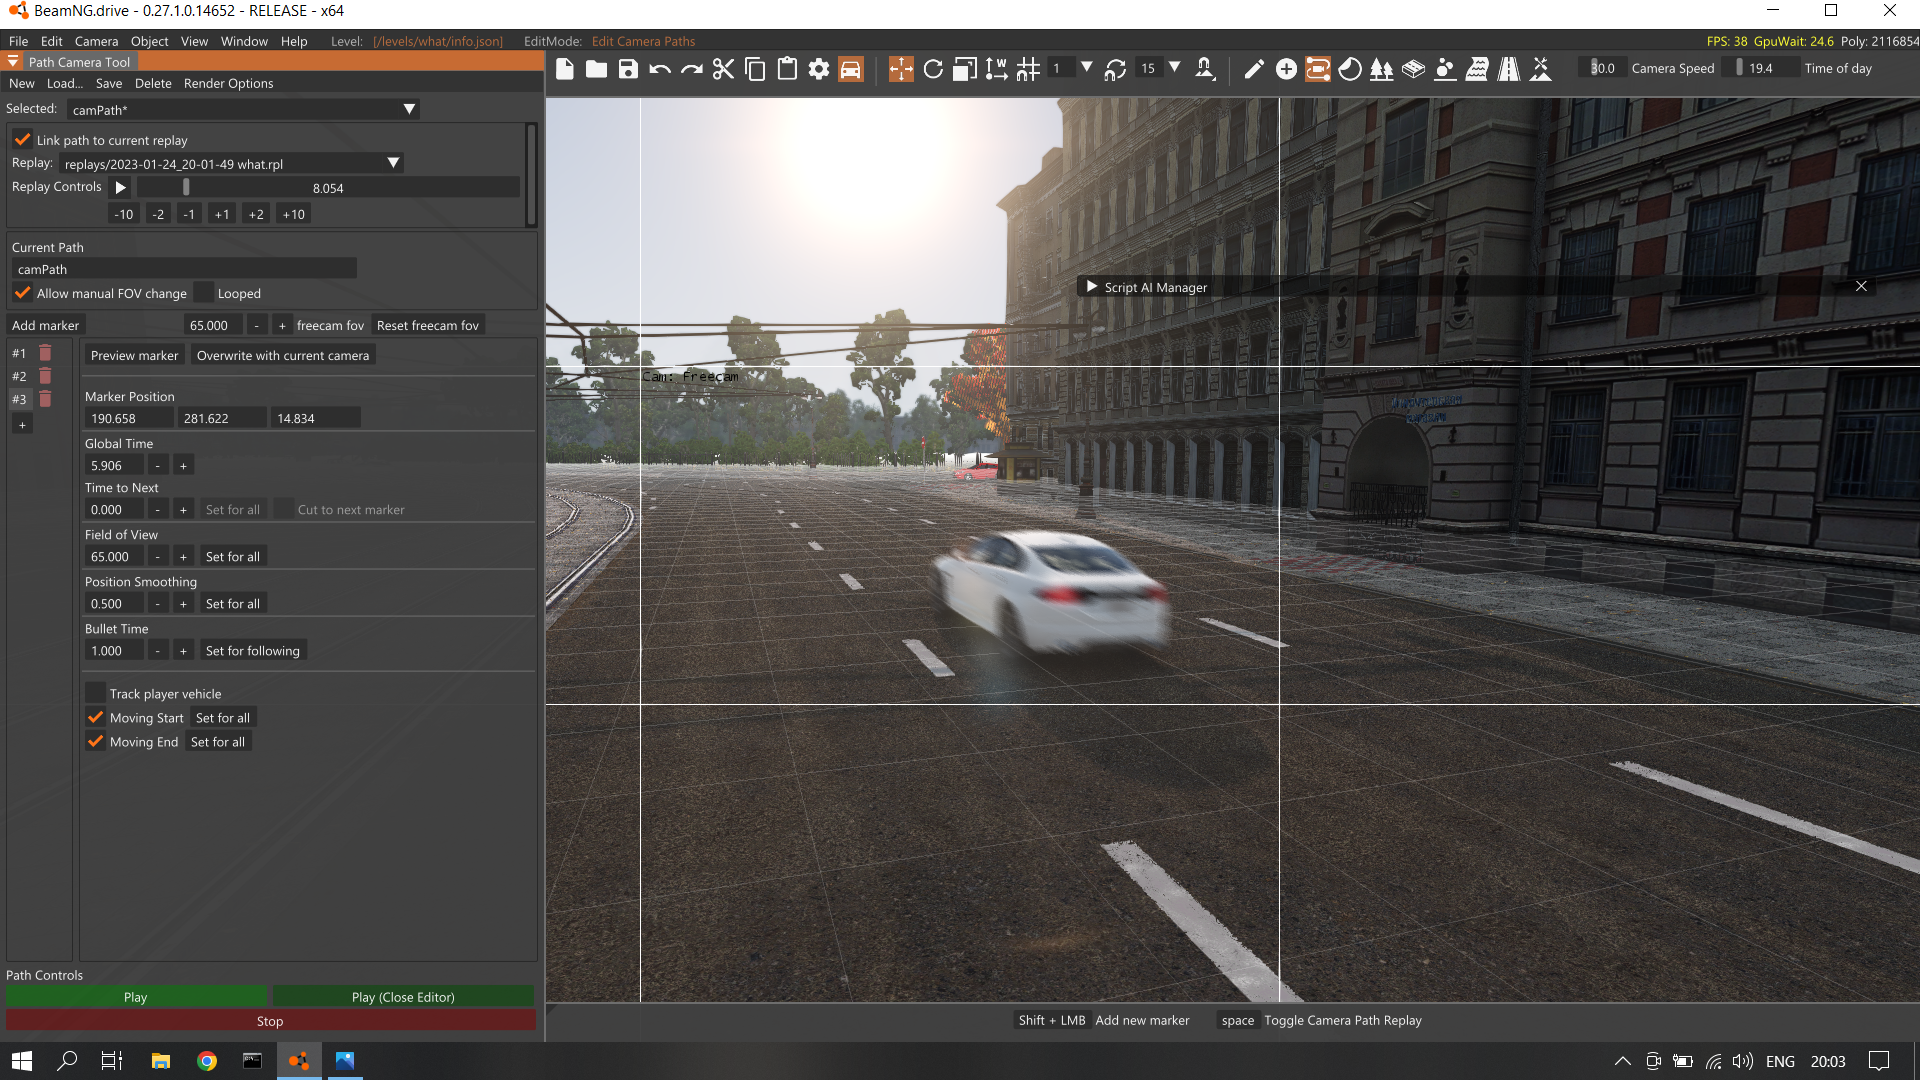 BeamNG.drive - 0.27.1.0.14652 - RELEASE - x64
File Edit Camera Object View Window Help Level: [/levels/what/info.json] EditMode: Edit Camera Paths FPS: 38 GpuWait: 24.6 Poly: 2116854
Path Camera Tool
1 15 30.0 Camera Speed 19.4 Time of day
New Load... Save Delete Render Options
Selected: camPath*
Link path to current replay
Replay: replays/2023-01-24_20-01-49 what.rpl
Replay Controls 8.054
-10 -2 -1 +1 +2 +10
Current Path
camPath
Allow manual FOV change Looped
Script AI Manager
Add marker 65.000 - + freecam fov Reset freecam fov
#1 Preview marker Overwrite with current camera
#2
Cam: Freecam
#3 Marker Position
+ 190.658 281.622 14.834
Global Time
5.906 - +
Time to Next
0.000 - + Set for all Cut to next marker
Field of View
65.000 - + Set for all
Position Smoothing
0.500 - + Set for all
Bullet Time
1.000 - + Set for following
Track player vehicle
Moving Start Set for all
Moving End Set for all
Path Controls
Play Play (Close Editor)
Stop
Shift + LMB Add new marker space Toggle Camera Path Replay
ENG 20:03